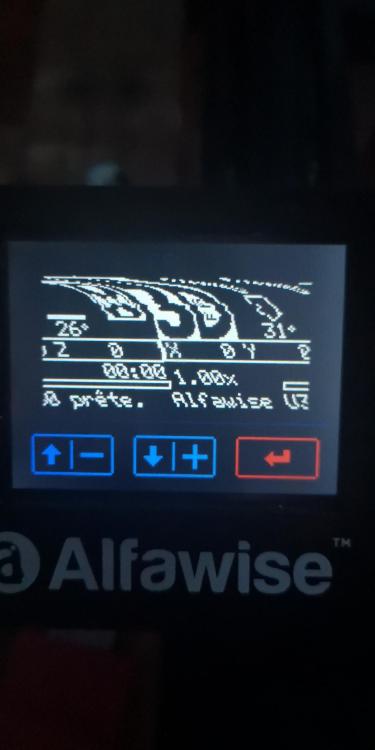 26° 31°
Z 0 X 0 Y 0
00:00 1.00x
prête. Alfawise
Alfawise™